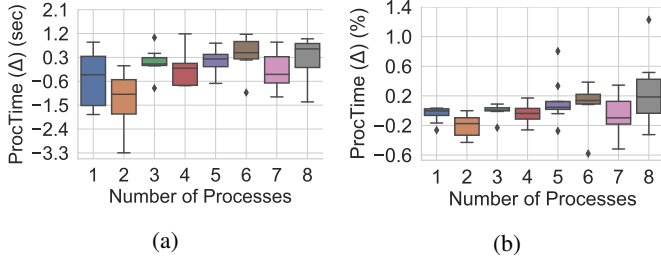 2.1
1.2
0.3
−0.6
−1.5
−2.4
−3.3
ProcTime (Δ) (sec)
1 2 3 4 5 6 7 8
Number of Processes
(a)
1.4
1.0
0.6
0.2
−0.2
−0.6
ProcTime (Δ) (%)
1 2 3 4 5 6 7 8
Number of Processes
(b)